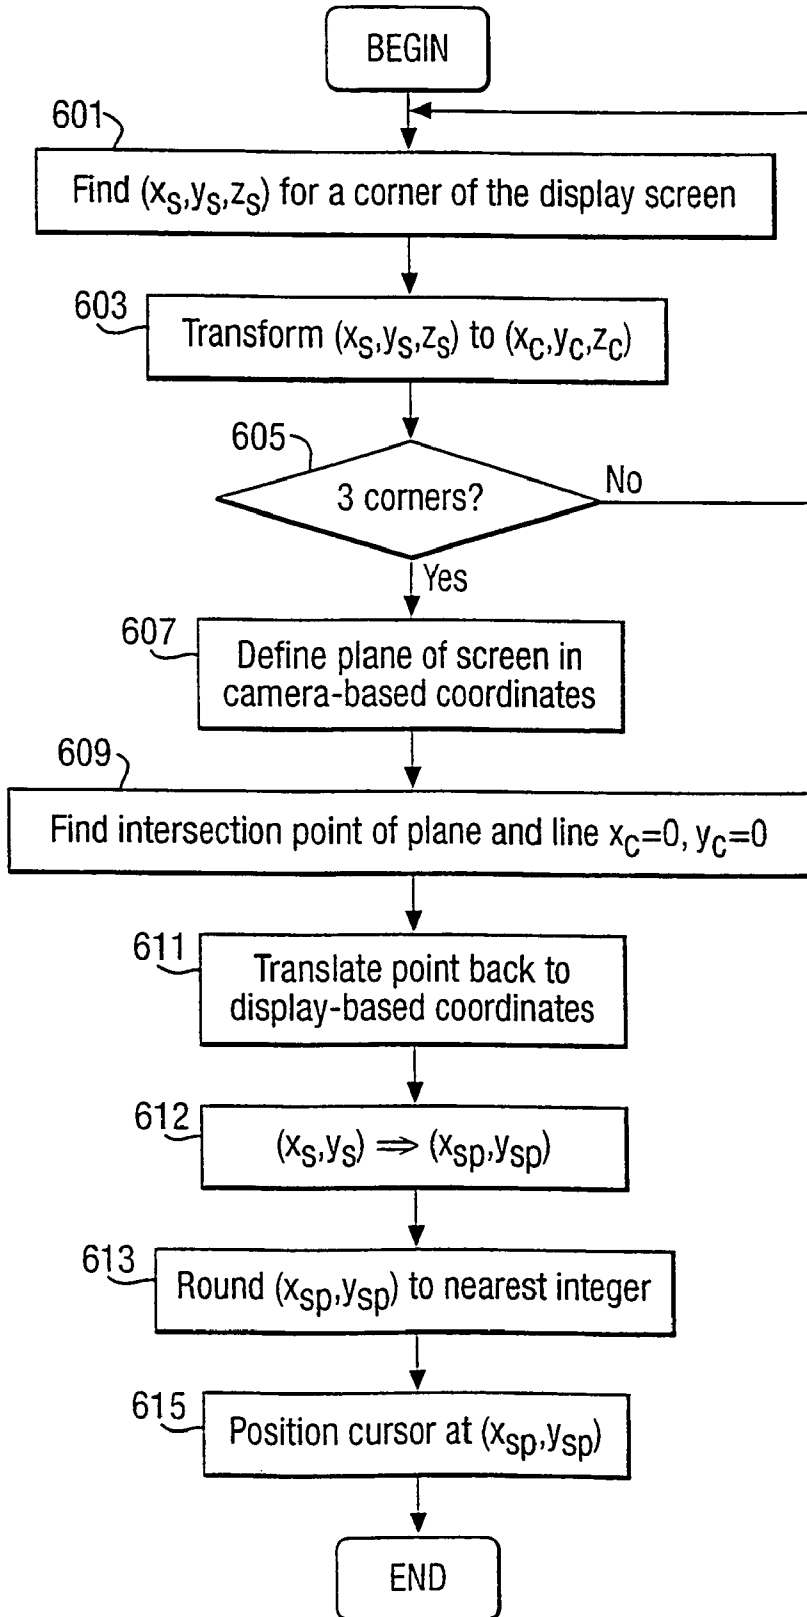 BEGIN
601
Find (xS,yS,zS) for a corner of the display screen
603
Transform (xS,yS,zS) to (xC,yC,zC)
605
3 corners?
No
Yes
607
Define plane of screen in
camera-based coordinates
609
Find intersection point of plane and line xC=0, yC=0
611
Translate point back to
display-based coordinates
612
(xS,yS) ⇒ (xsp,ysp)
613
Round (xsp,ysp) to nearest integer
615
Position cursor at (xsp,ysp)
END